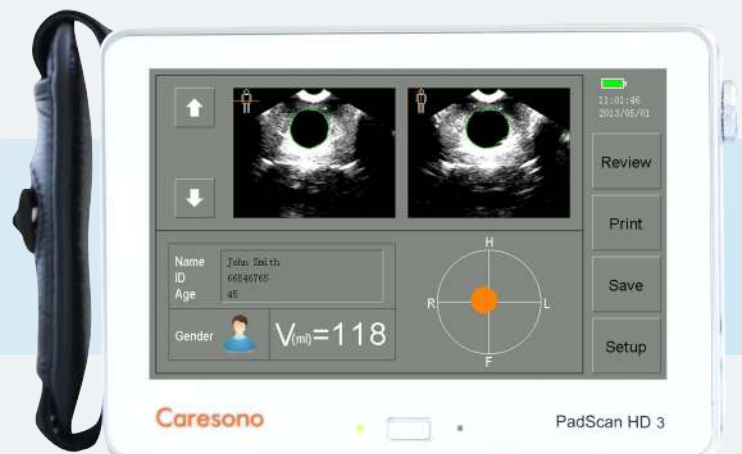 11:01:46
2013/05/01
Review
Print
Save
Setup
Name John Smith
ID 66546765
Age 45
Gender
V(ml)=118
H
R
L
F
Caresono
PadScan HD 3